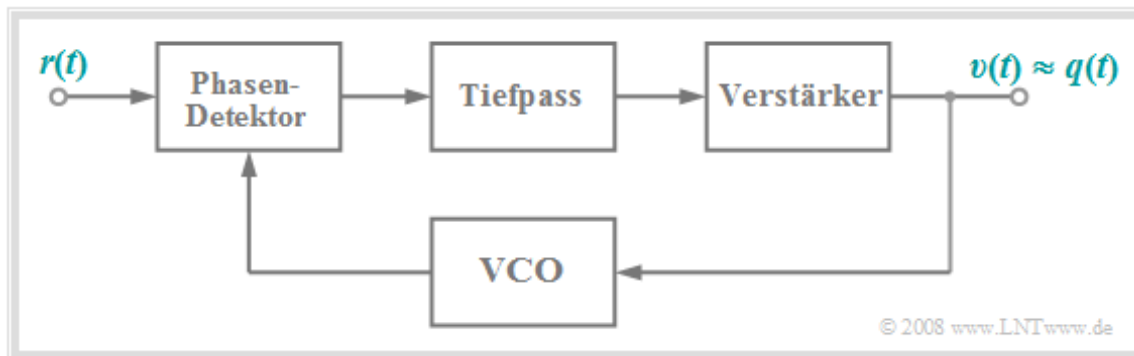 r(t)
Phasen-
Detektor
Tiefpass
Verstärker
v(t) ≈ q(t)
VCO
© 2008 www.LNTwww.de